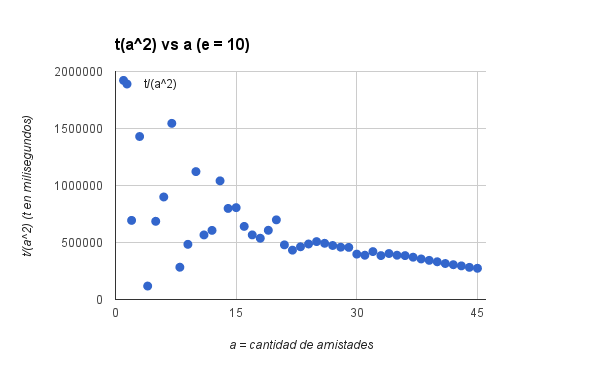 t(a^2) vs a (e = 10)
2000000
t/(a^2)
1500000
1000000
500000
0
0 15 30 45
t/(a^2) (t en milisegundos)
a = cantidad de amistades